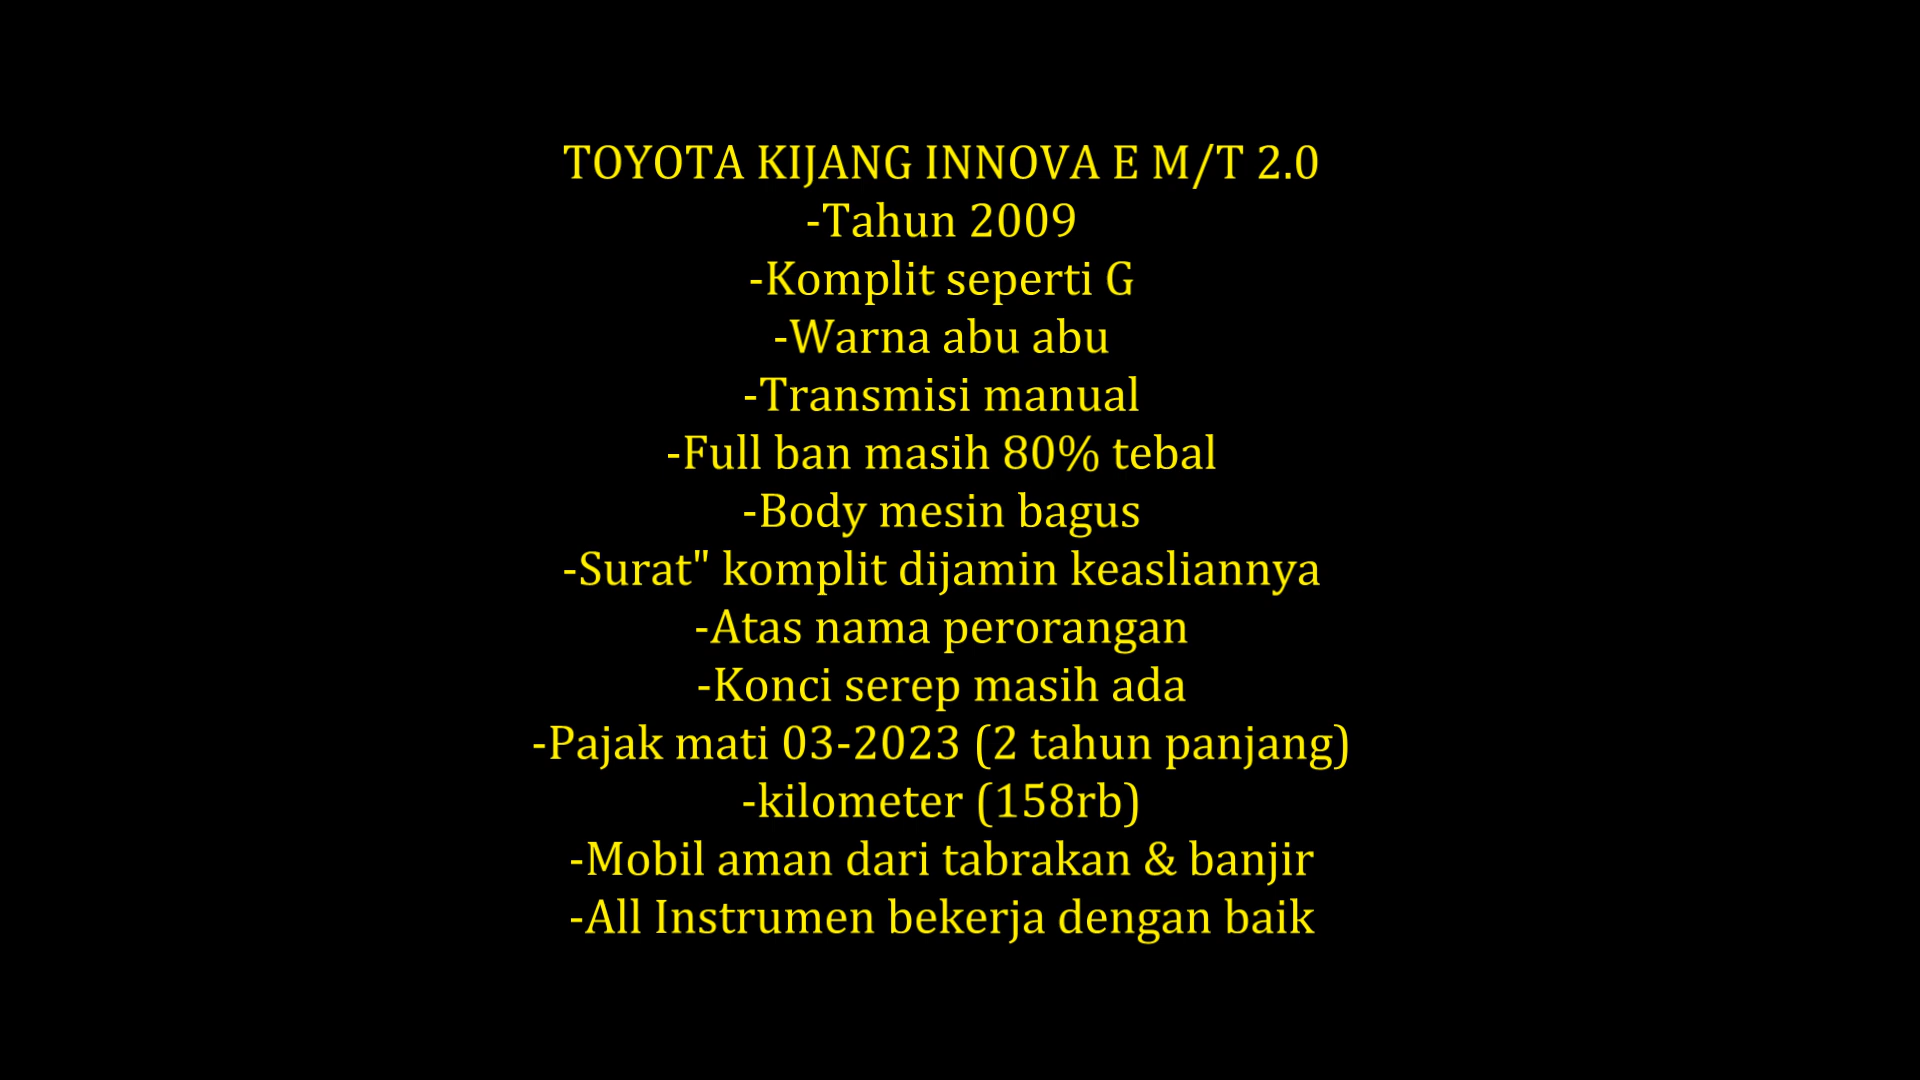 TOYOTA KIJANG INNOVA E M/T 2.0
-Tahun 2009
-Komplit seperti G
-Warna abu abu
-Transmisi manual
-Full ban masih 80% tebal
-Body mesin bagus
-Surat" komplit dijamin keasliannya
-Atas nama perorangan
-Konci serep masih ada
-Pajak mati 03-2023 (2 tahun panjang)
-kilometer (158rb)
-Mobil aman dari tabrakan & banjir
-All Instrumen bekerja dengan baik